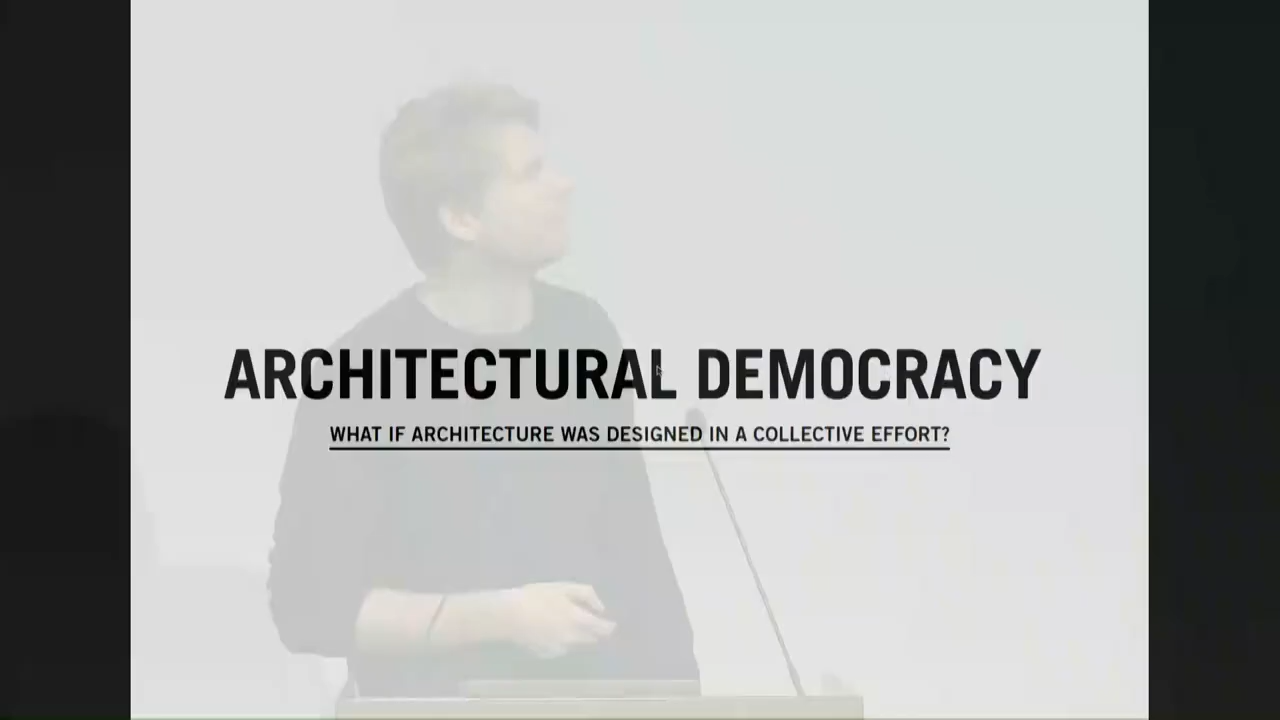 ARCHITECTURAL DEMOCRACY
WHAT IF ARCHITECTURE WAS DESIGNED IN A COLLECTIVE EFFORT?